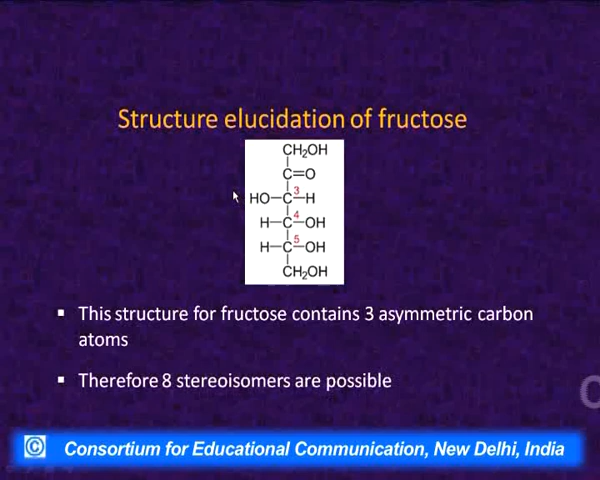 Structure elucidation of fructose
CH₂OH
C=O
3
HO-C-H
4
H-C-OH
5
H-C-OH
CH₂OH
▪ This structure for fructose contains 3 asymmetric carbon
atoms
▪ Therefore 8 stereoisomers are possible
C
© Consortium for Educational Communication, New Delhi, India